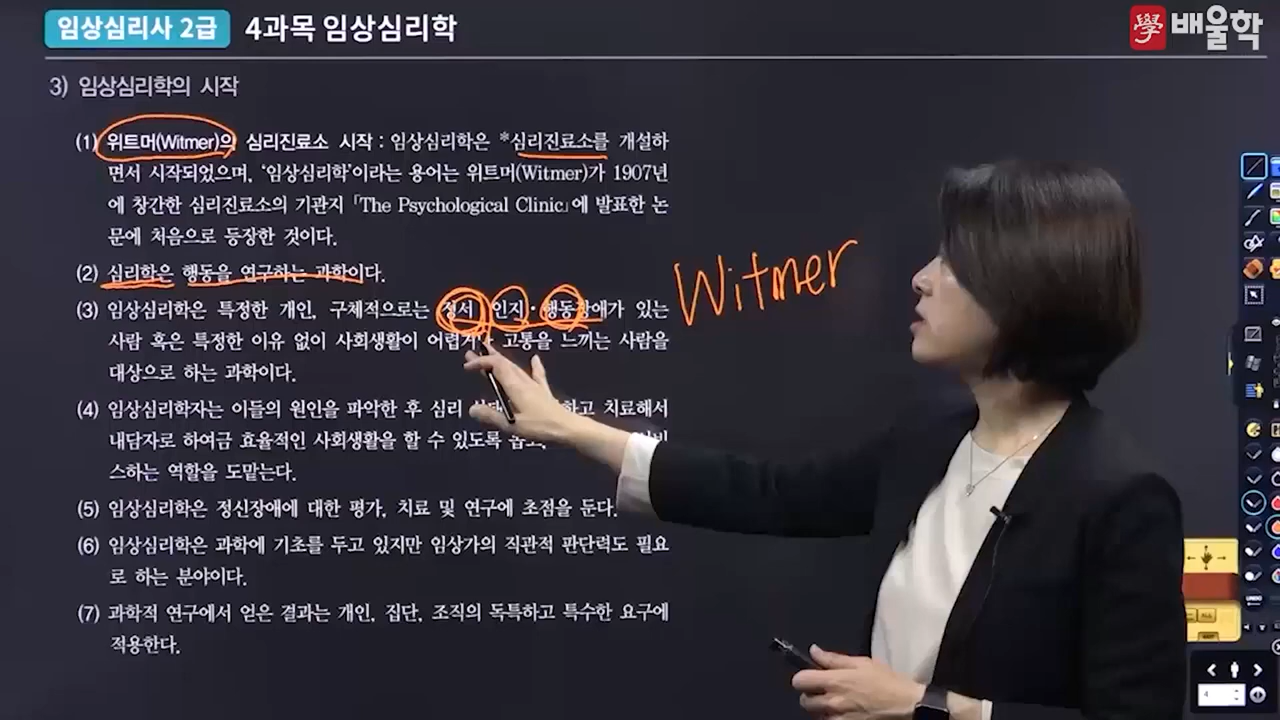 임상심리사 2급 4과목 임상심리학
學 배울학
3) 임상심리학의 시작
(1) 위트머(Witmer)의 심리진료소 시작 : 임상심리학은 *심리진료소를 개설하
면서 시작되었으며, '임상심리학'이라는 용어는 위트머(Witmer)가 1907년
에 창간한 심리진료소의 기관지 「The Psychological Clinic」에 발표한 논
문에 처음으로 등장한 것이다.
(2) 심리학은 행동을 연구하는 과학이다.
(3) 임상심리학은 특정한 개인, 구체적으로는 정서 인지·행동장애가 있는
Witmer
사람 혹은 특정한 이유 없이 사회생활이 어렵거나 고통을 느끼는 사람을
대상으로 하는 과학이다.
(4) 임상심리학자는 이들의 원인을 파악한 후 심리 하고 치료해서
내담자로 하여금 효율적인 사회생활을 할 수 있도록
스하는 역할을 도맡는다.
(5) 임상심리학은 정신장애에 대한 평가, 치료 및 연구에 초점을 둔다.
(6) 임상심리학은 과학에 기초를 두고 있지만 임상가의 직관적 판단력도 필요
로 하는 분야이다.
(7) 과학적 연구에서 얻은 결과는 개인, 집단, 조직의 독특하고 특수한 요구에
적용한다.
4